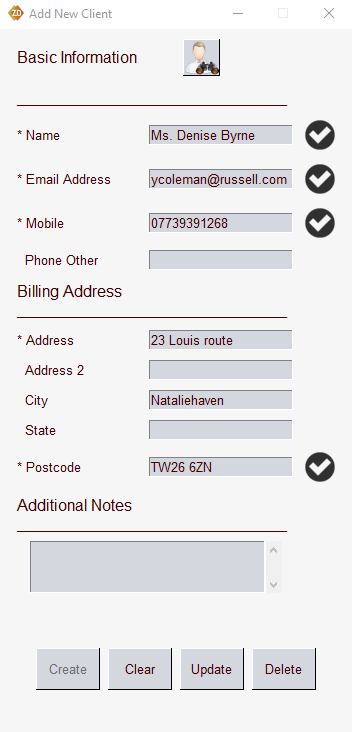 Add New Client
Basic Information
* Name Ms. Denise Byrne
* Email Address ycoleman@russell.com
* Mobile 07739391268
Phone Other
Billing Address
* Address 23 Louis route
Address 2
City Nataliehaven
State
* Postcode TW26 6ZN
Additional Notes
Create Clear Update Delete